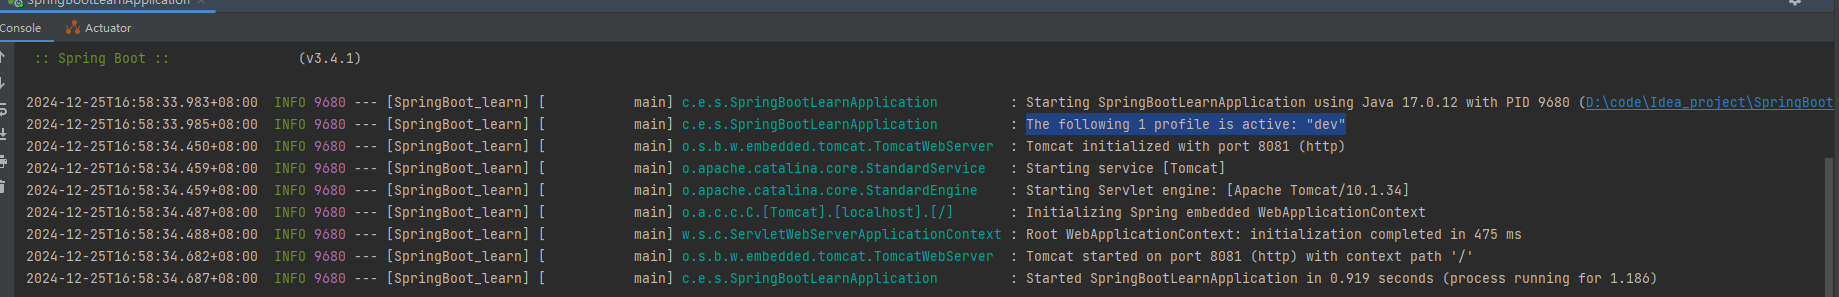 SpringBootLearnApplication
Console Actuator
:: Spring Boot :: (v3.4.1)
2024-12-25T16:58:33.983+08:00 INFO 9680 --- [SpringBoot_learn] [ main] c.e.s.SpringBootLearnApplication : Starting SpringBootLearnApplication using Java 17.0.12 with PID 9680 (D:\code\Idea_project\SpringBoot
2024-12-25T16:58:33.985+08:00 INFO 9680 --- [SpringBoot_learn] [ main] c.e.s.SpringBootLearnApplication : The following 1 profile is active: "dev"
2024-12-25T16:58:34.450+08:00 INFO 9680 --- [SpringBoot_learn] [ main] o.s.b.w.embedded.tomcat.TomcatWebServer : Tomcat initialized with port 8081 (http)
2024-12-25T16:58:34.459+08:00 INFO 9680 --- [SpringBoot_learn] [ main] o.apache.catalina.core.StandardService : Starting service [Tomcat]
2024-12-25T16:58:34.459+08:00 INFO 9680 --- [SpringBoot_learn] [ main] o.apache.catalina.core.StandardEngine : Starting Servlet engine: [Apache Tomcat/10.1.34]
2024-12-25T16:58:34.487+08:00 INFO 9680 --- [SpringBoot_learn] [ main] o.a.c.c.C.[Tomcat].[localhost].[/] : Initializing Spring embedded WebApplicationContext
2024-12-25T16:58:34.488+08:00 INFO 9680 --- [SpringBoot_learn] [ main] w.s.c.ServletWebServerApplicationContext : Root WebApplicationContext: initialization completed in 475 ms
2024-12-25T16:58:34.682+08:00 INFO 9680 --- [SpringBoot_learn] [ main] o.s.b.w.embedded.tomcat.TomcatWebServer : Tomcat started on port 8081 (http) with context path '/'
2024-12-25T16:58:34.687+08:00 INFO 9680 --- [SpringBoot_learn] [ main] c.e.s.SpringBootLearnApplication : Started SpringBootLearnApplication in 0.919 seconds (process running for 1.186)